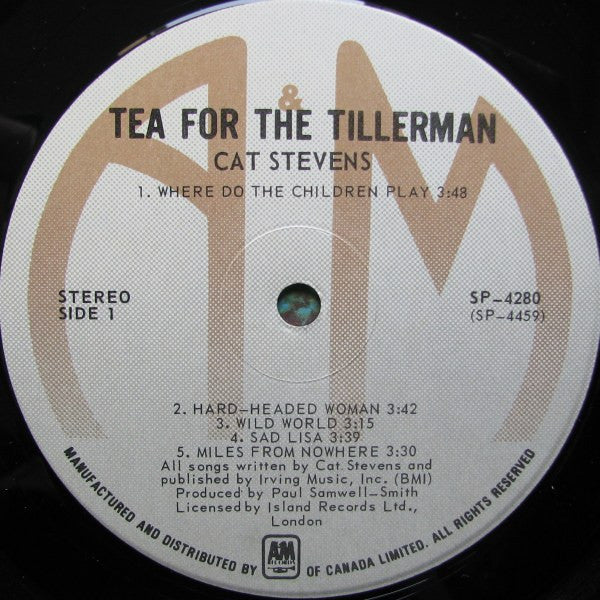 A & M
TEA FOR THE TILLERMAN
CAT STEVENS
1. WHERE DO THE CHILDREN PLAY 3:48
STEREO
SIDE 1
SP-4280
(SP-4459)
2. HARD-HEADED WOMAN 3:42
3. WILD WORLD 3:15
4. SAD LISA 3:39
5. MILES FROM NOWHERE 3:30
All songs written by Cat Stevens and
published by Irving Music, Inc. (BMI)
Produced by Paul Samwell-Smith
Licensed by Island Records Ltd.,
London
MANUFACTURED AND DISTRIBUTED BY A&M RECORDS OF CANADA LIMITED. ALL RIGHTS RESERVED